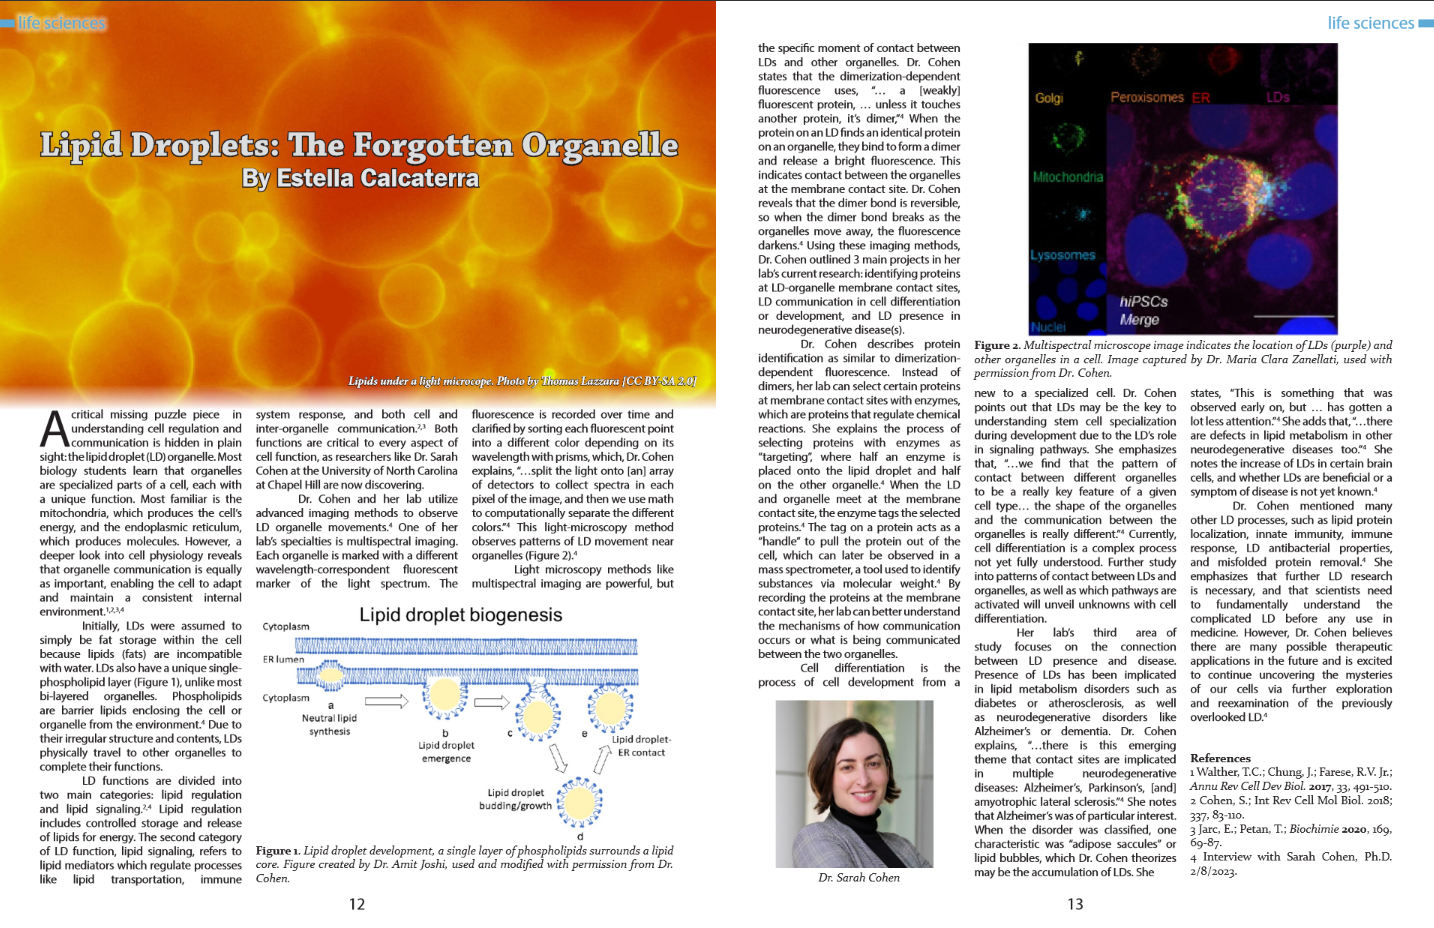 life sciences
Lipid Droplets: The Forgotten Organelle
By Estella Calcaterra
Lipids under a light microcope. Photo by Thomas Lazzara [CC BY-SA 2.0]
A critical missing puzzle piece in
understanding cell regulation and
communication is hidden in plain
sight: the lipid droplet (LD) organelle. Most
biology students learn that organelles
are specialized parts of a cell, each with
a unique function. Most familiar is the
mitochondria, which produces the cell's
energy, and the endoplasmic reticulum,
which produces molecules. However, a
deeper look into cell physiology reveals
that organelle communication is equally
as important, enabling the cell to adapt
and maintain a consistent internal
environment.1,2,3,4
Initially, LDs were assumed to
simply be fat storage within the cell
because lipids (fats) are incompatible
with water. LDs also have a unique single-
phospholipid layer (Figure 1), unlike most
bi-layered organelles. Phospholipids
are barrier lipids enclosing the cell or
organelle from the environment.4 Due to
their irregular structure and contents, LDs
physically travel to other organelles to
complete their functions.
LD functions are divided into
two main categories: lipid regulation
and lipid signaling.2,4 Lipid regulation
includes controlled storage and release
of lipids for energy. The second category
of LD function, lipid signaling, refers to
lipid mediators which regulate processes
like lipid transportation, immune
system response, and both cell and
inter-organelle communication.2,3 Both
functions are critical to every aspect of
cell function, as researchers like Dr. Sarah
Cohen at the University of North Carolina
at Chapel Hill are now discovering.
Dr. Cohen and her lab utilize
advanced imaging methods to observe
LD organelle movements.4 One of her
lab's specialties is multispectral imaging.
Each organelle is marked with a different
wavelength-correspondent fluorescent
marker of the light spectrum. The
fluorescence is recorded over time and
clarified by sorting each fluorescent point
into a different color depending on its
wavelength with prisms, which, Dr. Cohen
explains, "...split the light onto [an] array
of detectors to collect spectra in each
pixel of the image, and then we use math
to computationally separate the different
colors."4 This light-microscopy method
observes patterns of LD movement near
organelles (Figure 2).4
Light microscopy methods like
multispectral imaging are powerful, but
Lipid droplet biogenesis
Cytoplasm
ER lumen
Cytoplasm
a
Neutral lipid
synthesis
b
Lipid droplet
emergence
c
e
Lipid droplet-
ER contact
Lipid droplet
budding/growth
d
Figure 1. Lipid droplet development, a single layer of phospholipids surrounds a lipid
core. Figure created by Dr. Amit Joshi, used and modified with permission from Dr.
Cohen.
12
life sciences
the specific moment of contact between
LDs and other organelles. Dr. Cohen
states that the dimerization-dependent
fluorescence uses, "... a [weakly]
fluorescent protein, ... unless it touches
another protein, it's dimer,"4 When the
protein on an LD finds an identical protein
on an organelle, they bind to form a dimer
and release a bright fluorescence. This
indicates contact between the organelles
at the membrane contact site. Dr. Cohen
reveals that the dimer bond is reversible,
so when the dimer bond breaks as the
organelles move away, the fluorescence
darkens.4 Using these imaging methods,
Dr. Cohen outlined 3 main projects in her
lab's current research: identifying proteins
at LD-organelle membrane contact sites,
LD communication in cell differentiation
or development, and LD presence in
neurodegenerative disease(s).
Dr. Cohen describes protein
identification as similar to dimerization-
dependent fluorescence. Instead of
dimers, her lab can select certain proteins
at membrane contact sites with enzymes,
which are proteins that regulate chemical
reactions. She explains the process of
selecting proteins with enzymes as
"targeting", where half an enzyme is
placed onto the lipid droplet and half
on the other organelle.4 When the LD
and organelle meet at the membrane
contact site, the enzyme tags the selected
proteins.4 The tag on a protein acts as a
"handle" to pull the protein out of the
cell, which can later be observed in a
mass spectrometer, a tool used to identify
substances via molecular weight.4 By
recording the proteins at the membrane
contact site, her lab can better understand
the mechanisms of how communication
occurs or what is being communicated
between the two organelles.
Cell differentiation is the
process of cell development from a
Dr. Sarah Cohen
Golgi
Peroxisomes
ER
LDs
Mitochondria
Lysosomes
Nuclei
hiPSCs
Merge
Figure 2. Multispectral microscope image indicates the location of LDs (purple) and
other organelles in a cell. Image captured by Dr. Maria Clara Zanellati, used with
permission from Dr. Cohen.
new to a specialized cell. Dr. Cohen
points out that LDs may be the key to
understanding stem cell specialization
during development due to the LD's role
in signaling pathways. She emphasizes
that, "...we find that the pattern of
contact between different organelles
to be a really key feature of a given
cell type... the shape of the organelles
and the communication between the
organelles is really different."4 Currently,
cell differentiation is a complex process
not yet fully understood. Further study
into patterns of contact between LDs and
organelles, as well as which pathways are
activated will unveil unknowns with cell
differentiation.
Her lab's third area of
study focuses on the connection
between LD presence and disease.
Presence of LDs has been implicated
in lipid metabolism disorders such as
diabetes or atherosclerosis, as well
as neurodegenerative disorders like
Alzheimer's or dementia. Dr. Cohen
explains, "...there is this emerging
theme that contact sites are implicated
in multiple neurodegenerative
diseases: Alzheimer's, Parkinson's, [and]
amyotrophic lateral sclerosis."4 She notes
that Alzheimer's was of particular interest.
When the disorder was classified, one
characteristic was "adipose saccules" or
lipid bubbles, which Dr. Cohen theorizes
may be the accumulation of LDs. She
states, "This is something that was
observed early on, but ... has gotten a
lot less attention."4 She adds that, "...there
are defects in lipid metabolism in other
neurodegenerative diseases too."4 She
notes the increase of LDs in certain brain
cells, and whether LDs are beneficial or a
symptom of disease is not yet known.4
Dr. Cohen mentioned many
other LD processes, such as lipid protein
localization, innate immunity, immune
response, LD antibacterial properties,
and misfolded protein removal.4 She
emphasizes that further LD research
is necessary, and that scientists need
to fundamentally understand the
complicated LD before any use in
medicine. However, Dr. Cohen believes
there are many possible therapeutic
applications in the future and is excited
to continue uncovering the mysteries
of our cells via further exploration
and reexamination of the previously
overlooked LD.4
References
1 Walther, T.C.; Chung, J.; Farese, R.V. Jr.;
Annu Rev Cell Dev Biol. 2017, 33, 491-510.
2 Cohen, S.; Int Rev Cell Mol Biol. 2018;
337, 83-110.
3 Jarc, E.; Petan, T.; Biochimie 2020, 169,
69-87.
4 Interview with Sarah Cohen, Ph.D.
2/8/2023.
13